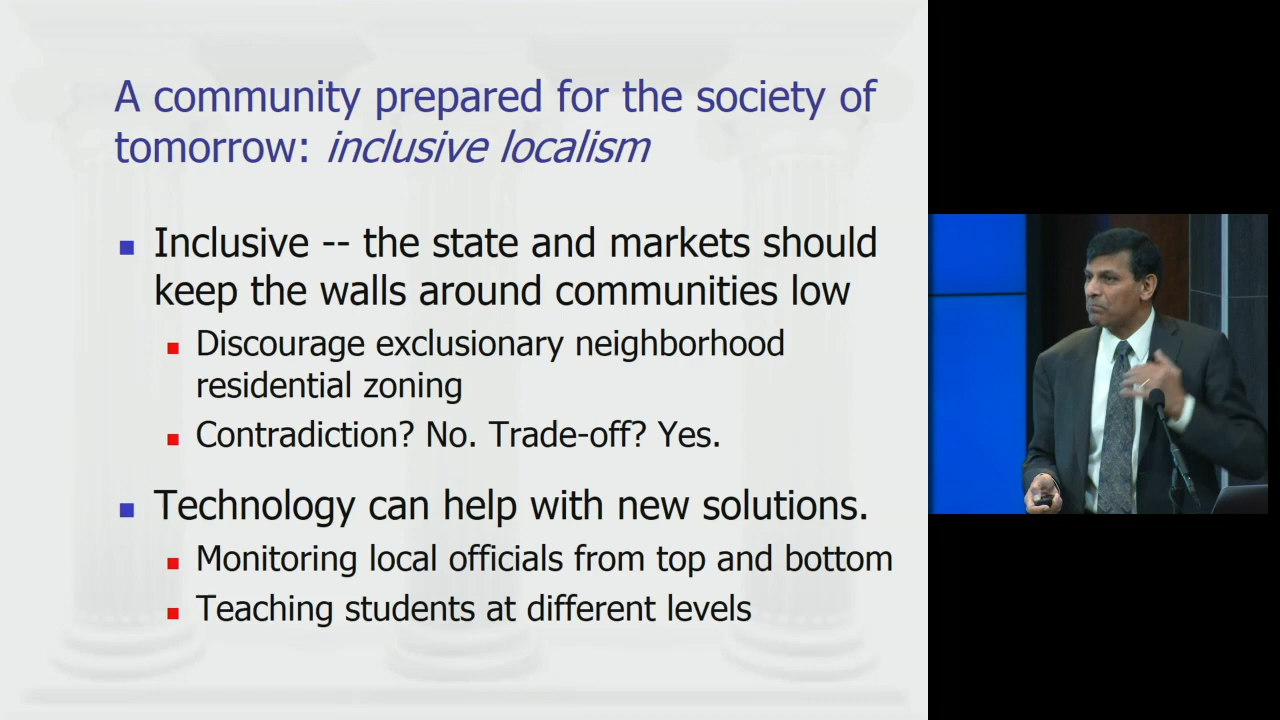 A community prepared for the society of
tomorrow: inclusive localism
Inclusive -- the state and markets should
keep the walls around communities low
Discourage exclusionary neighborhood
residential zoning
Contradiction? No. Trade-off? Yes.
Technology can help with new solutions.
Monitoring local officials from top and bottom
Teaching students at different levels